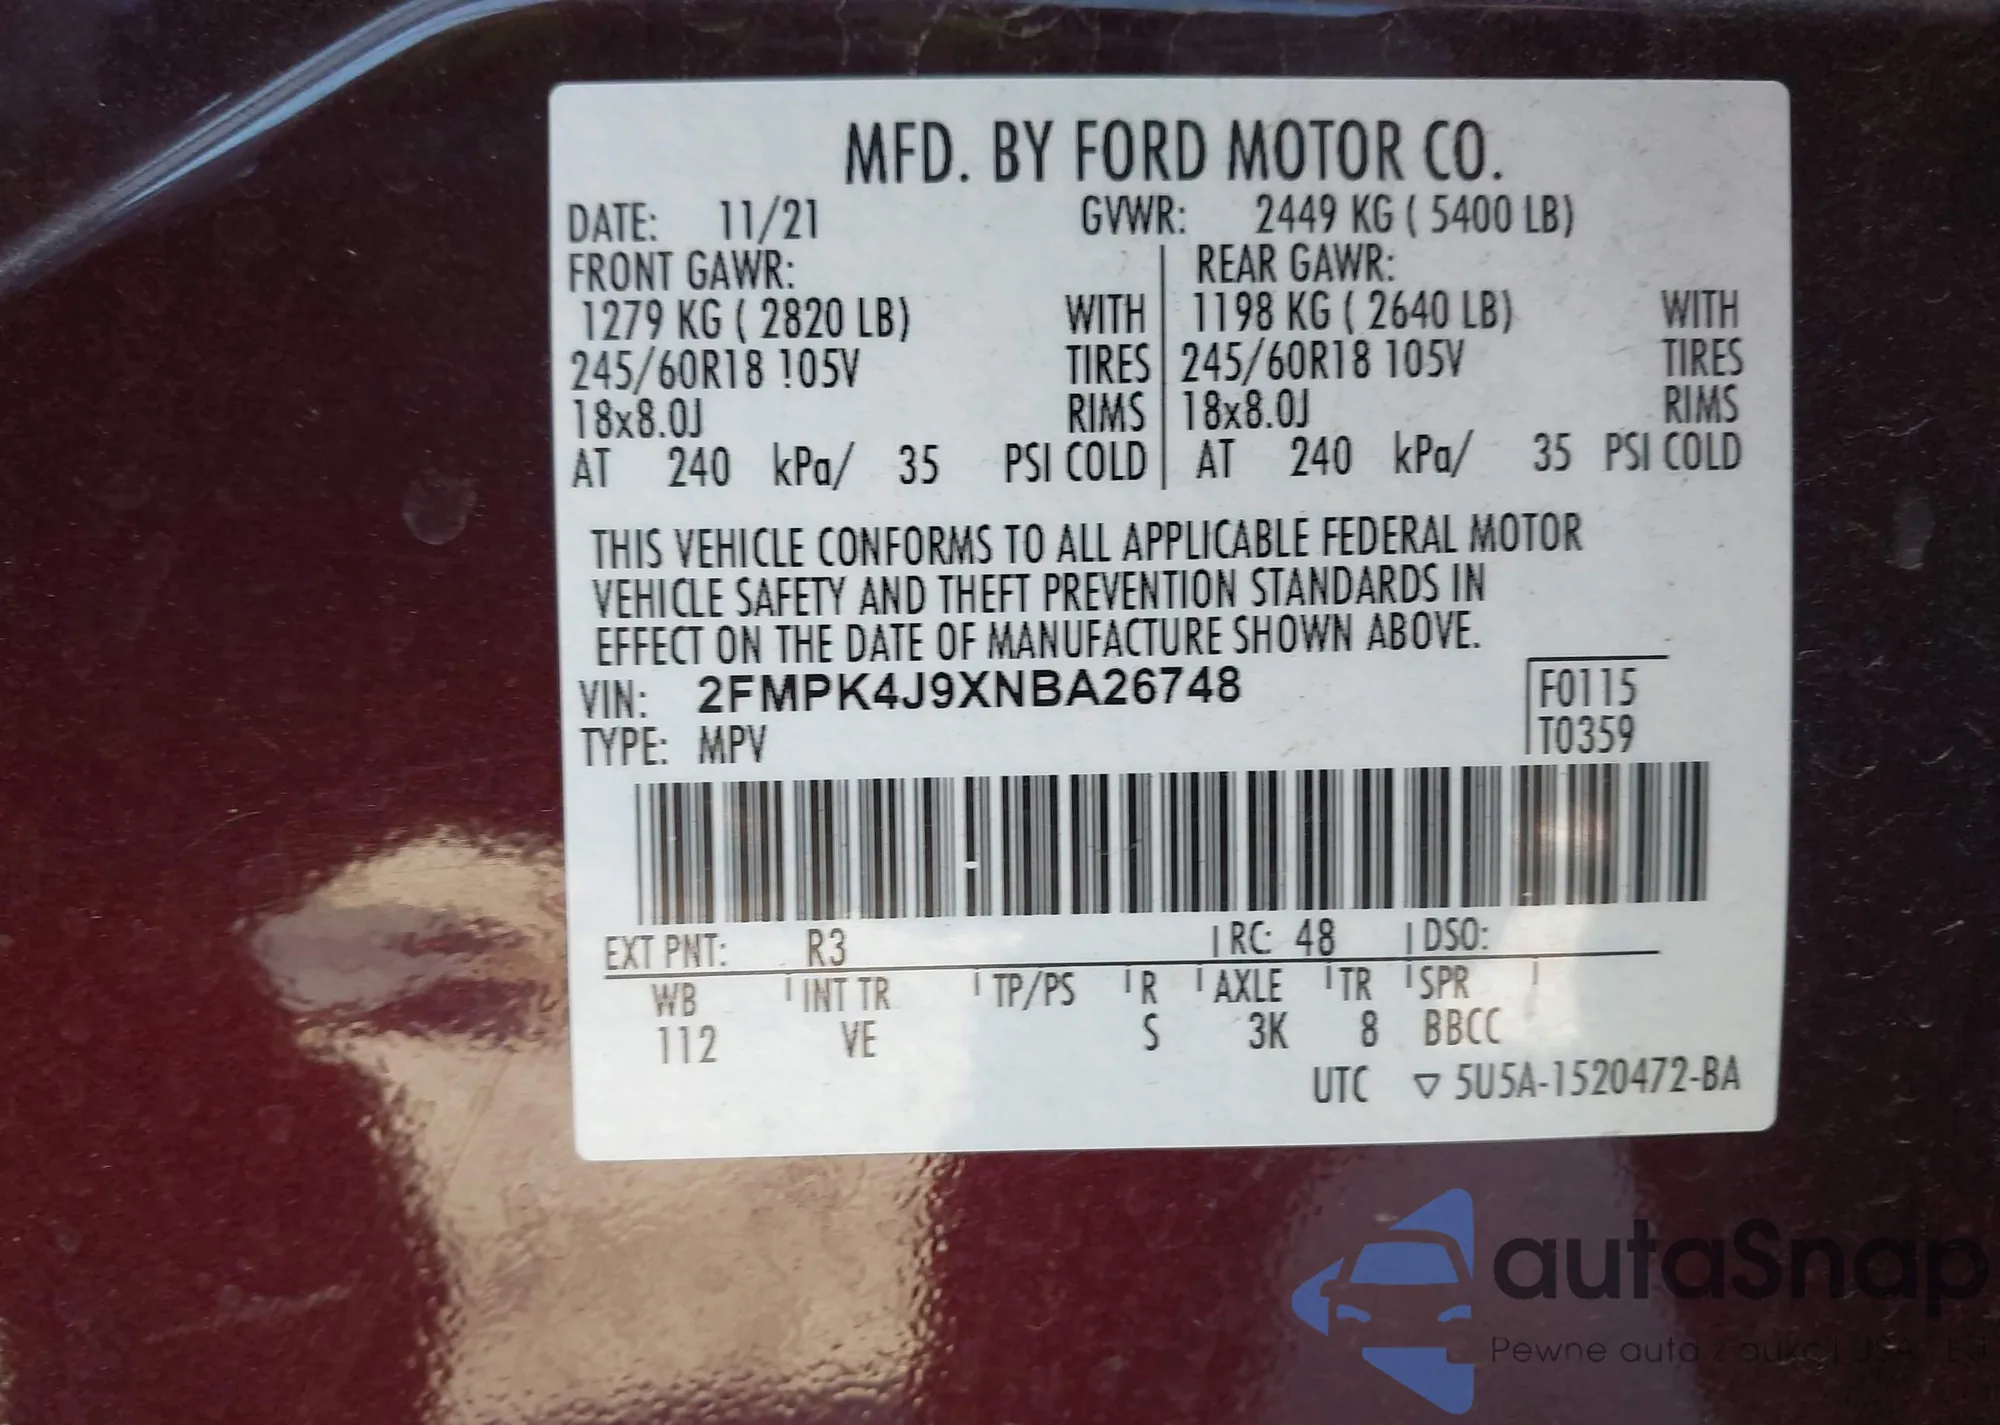 MFD. BY FORD MOTOR CO.
DATE: 11/21 GVWR: 2449 KG ( 5400 LB)
FRONT GAWR: REAR GAWR:
1279 KG ( 2820 LB) WITH 1198 KG ( 2640 LB) WITH
245/60R18 105V TIRES 245/60R18 105V TIRES
18x8.0J RIMS 18x8.0J RIMS
AT 240 kPa/ 35 PSI COLD AT 240 kPa/ 35 PSI COLD
THIS VEHICLE CONFORMS TO ALL APPLICABLE FEDERAL MOTOR
VEHICLE SAFETY AND THEFT PREVENTION STANDARDS IN
EFFECT ON THE DATE OF MANUFACTURE SHOWN ABOVE.
VIN: 2FMPK4J9XNBA26748 F0115
TYPE: MPV T0359
EXT PNT: R3 RC: 48 DSO:
WB INT TR TP/PS R AXLE TR SPR
112 VE S 3K 8 BBCC
UTC ▽ 5U5A-1520472-BA
autaSnap
Pewne auta z aukcji USA i EU